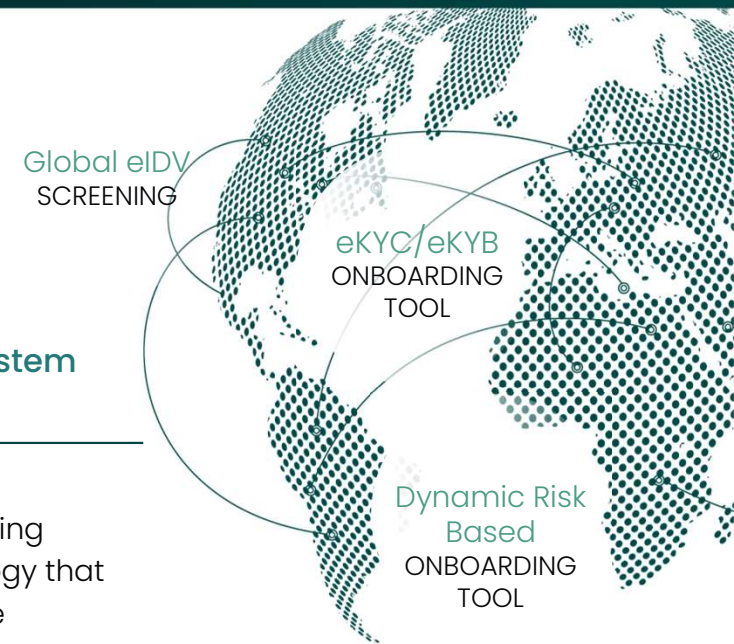 Global eIDV
SCREENING
eKYC/eKYB
ONBOARDING
TOOL
stem
ing
gy that
e
Dynamic Risk
Based
ONBOARDING
TOOL